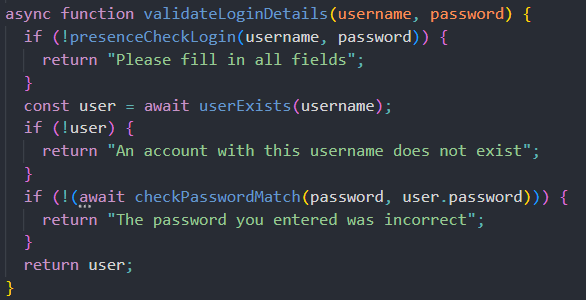 async function validateLoginDetails(username, password) {
  if (!presenceCheckLogin(username, password)) {
    return "Please fill in all fields";
  }
  const user = await userExists(username);
  if (!user) {
    return "An account with this username does not exist";
  }
  if (!(await checkPasswordMatch(password, user.password))) {
    return "The password you entered was incorrect";
  }
  return user;
}